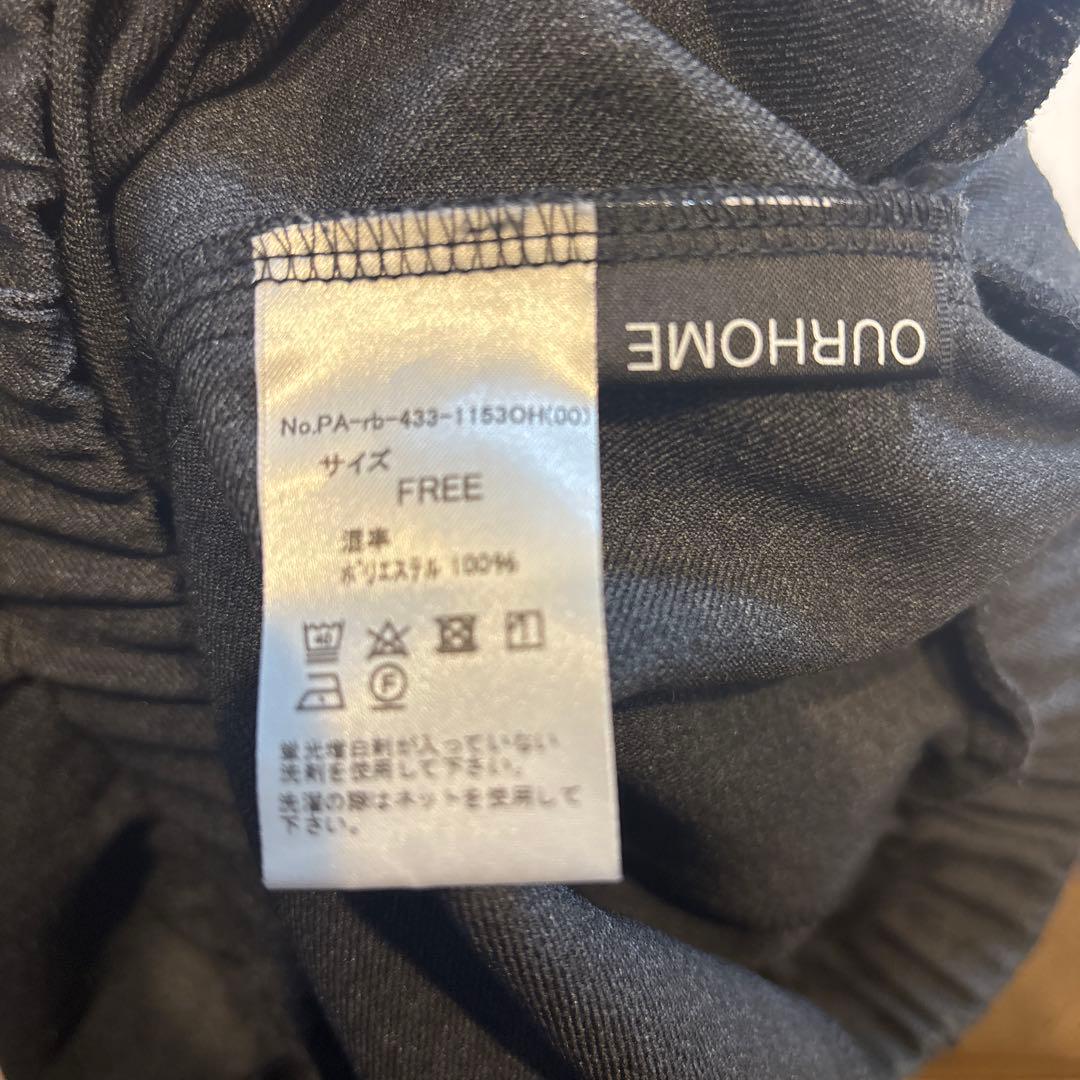 OURHOME
No.PA-rb-433-1153OH(00)
サイズ
FREE
混率
ポリエステル 100%
40
F
蛍光増白剤が入っていない
洗剤を使用して下さい。
洗濯の際はネットを使用して
下さい。